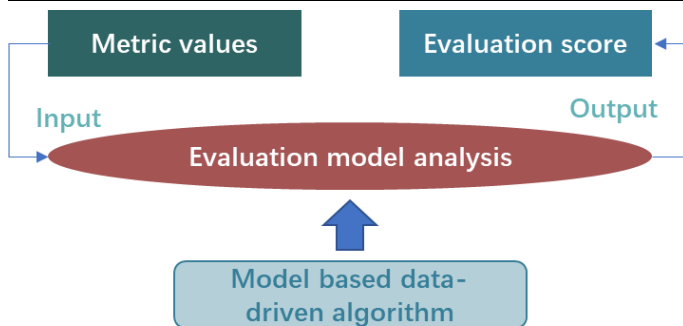 Metric values
Evaluation score
Input
Output
Evaluation model analysis
Model based data-
driven algorithm